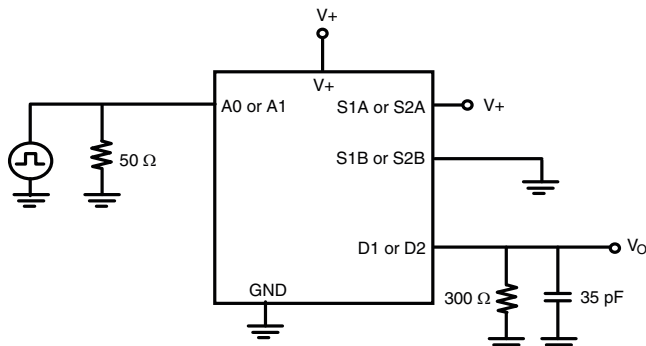 V+
V+
A0 or A1
S1A or S2A
V+
50 Ω
S1B or S2B
D1 or D2
VO
GND
300 Ω
35 pF